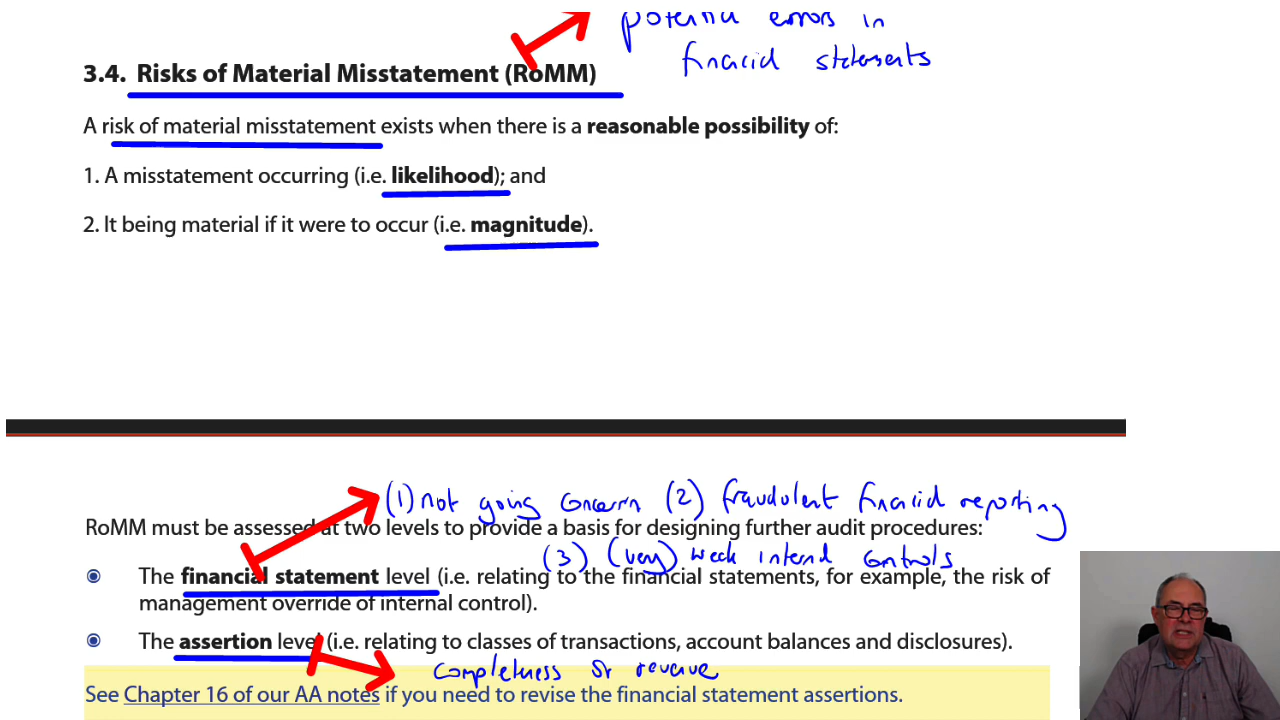 potential errors in
financial statements
3.4. Risks of Material Misstatement (RoMM)
A risk of material misstatement exists when there is a reasonable possibility of:
1. A misstatement occurring (i.e. likelihood); and
2. It being material if it were to occur (i.e. magnitude).
(1) not going concern (2) fraudulent financial reporting
RoMM must be assessed at two levels to provide a basis for designing further audit procedures:
(3) (very) weak internal controls
The financial statement level (i.e. relating to the financial statements, for example, the risk of
management override of internal control).
The assertion level (i.e. relating to classes of transactions, account balances and disclosures).
completness of revenue
See Chapter 16 of our AA notes if you need to revise the financial statement assertions.